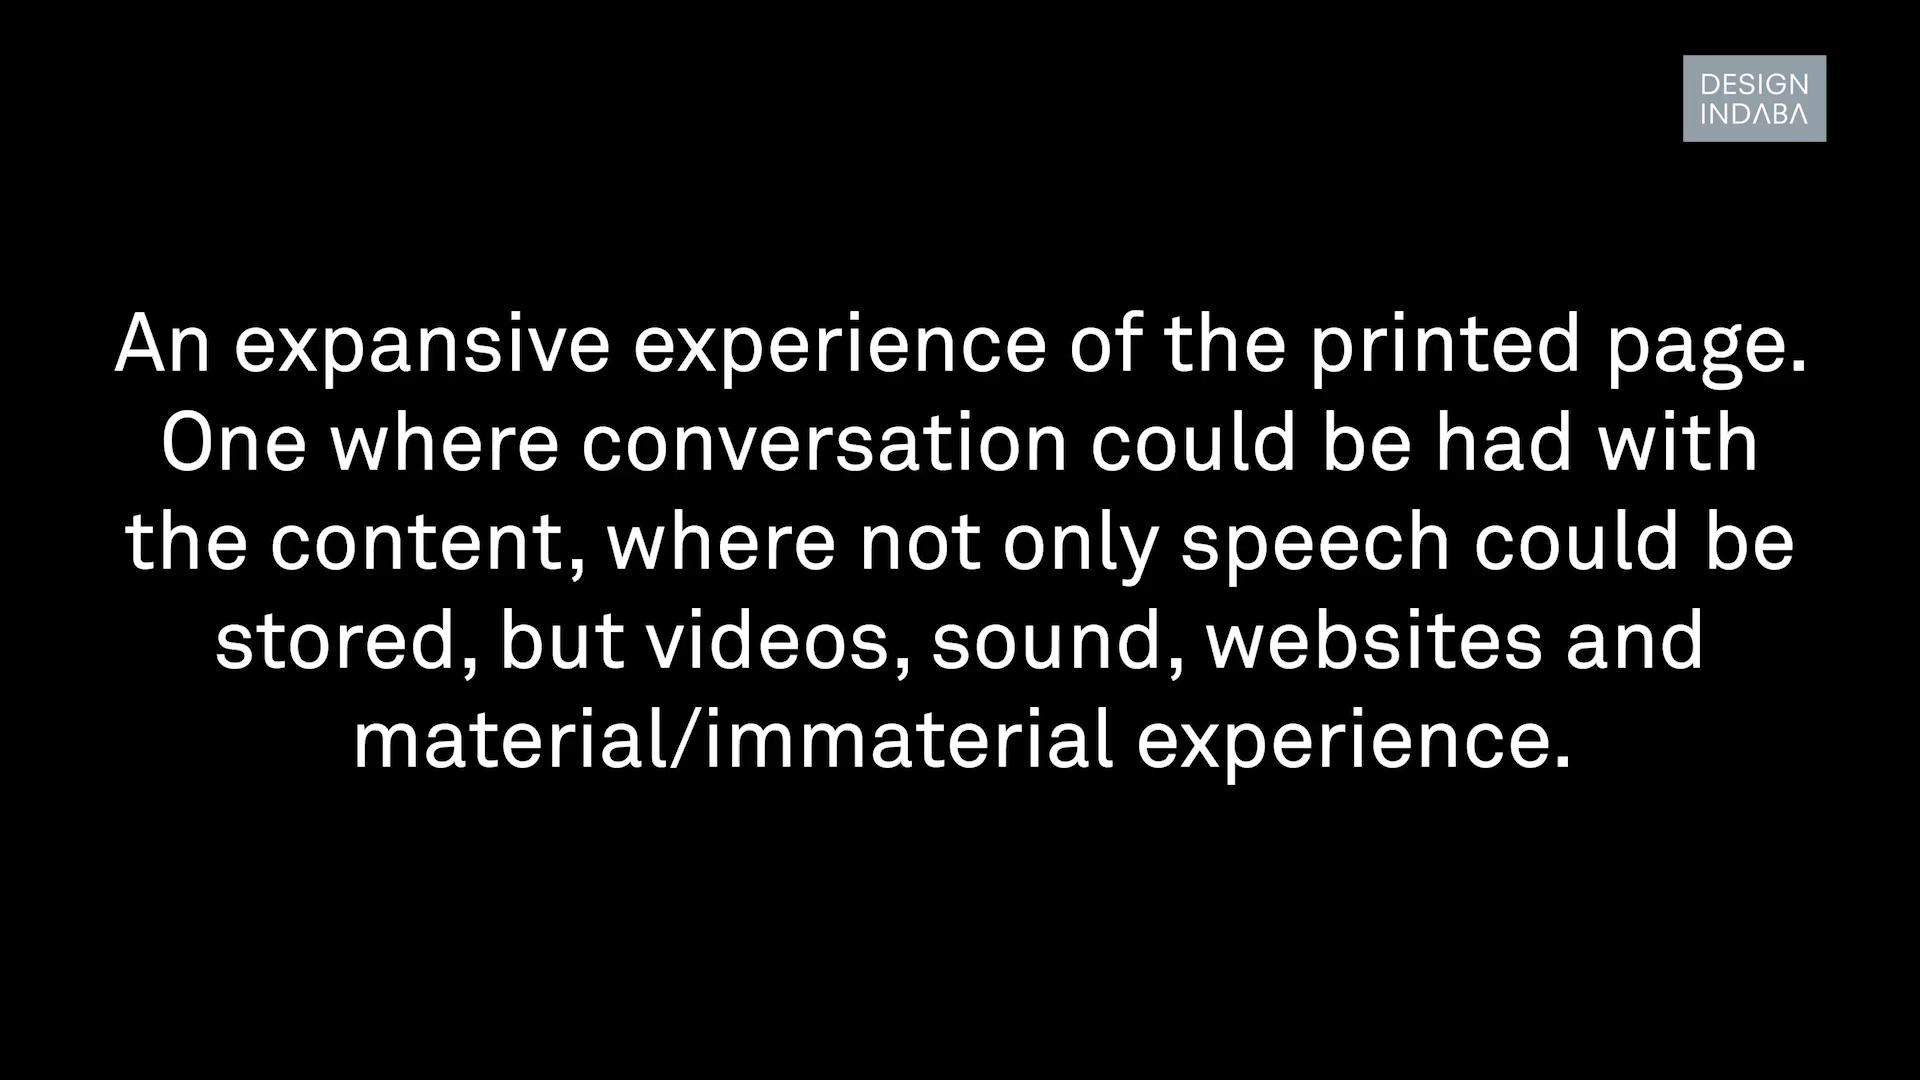 DESIGN
INDABA
An expansive experience of the printed page.
One where conversation could be had with
the content, where not only speech could be
stored, but videos, sound, websites and
material/immaterial experience.